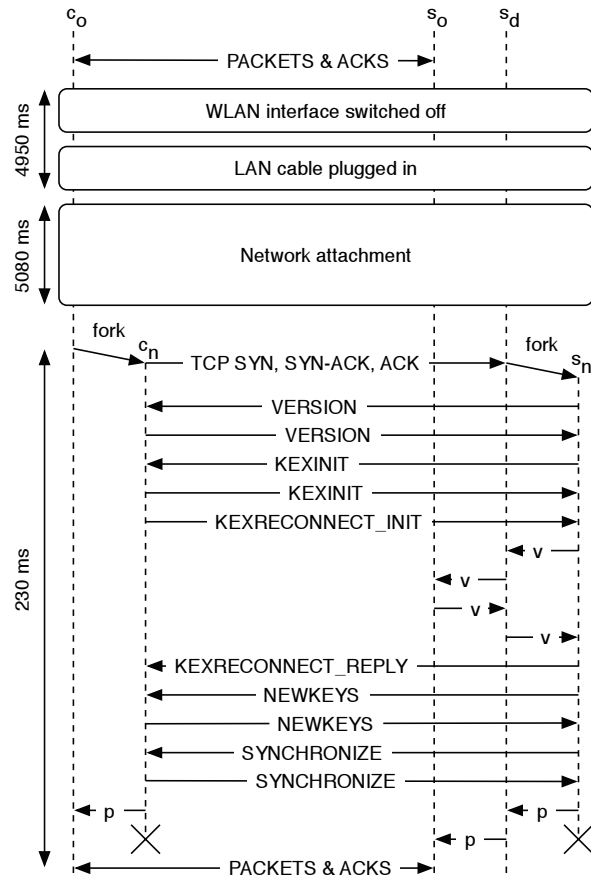 c_o s_o s_d
PACKETS & ACKS
4950 ms
WLAN interface switched off
LAN cable plugged in
5080 ms
Network attachment
230 ms
fork c_n TCP SYN, SYN-ACK, ACK fork s_n
VERSION
VERSION
KEXINIT
KEXINIT
KEXRECONNECT_INIT
v
v
v
v
KEXRECONNECT_REPLY
NEWKEYS
NEWKEYS
SYNCHRONIZE
SYNCHRONIZE
p p
p
PACKETS & ACKS